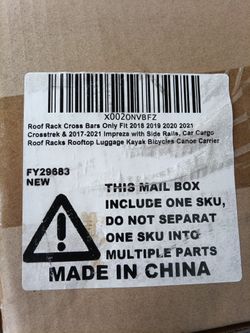 X0020NV8FZ
Roof Rack Cross Bars Only Fit 2018 2019 2020 2021
Crosstrek & 2017-2021 Impreza with Side Rails, Car Cargo
Roof Racks Rooftop Luggage Kayak Bicycles Canoe Carrier
FY29683
NEW
THIS MAIL BOX
INCLUDE ONE SKU,
DO NOT SEPARAT
ONE SKU INTO
MULTIPLE PARTS
MADE IN CHINA